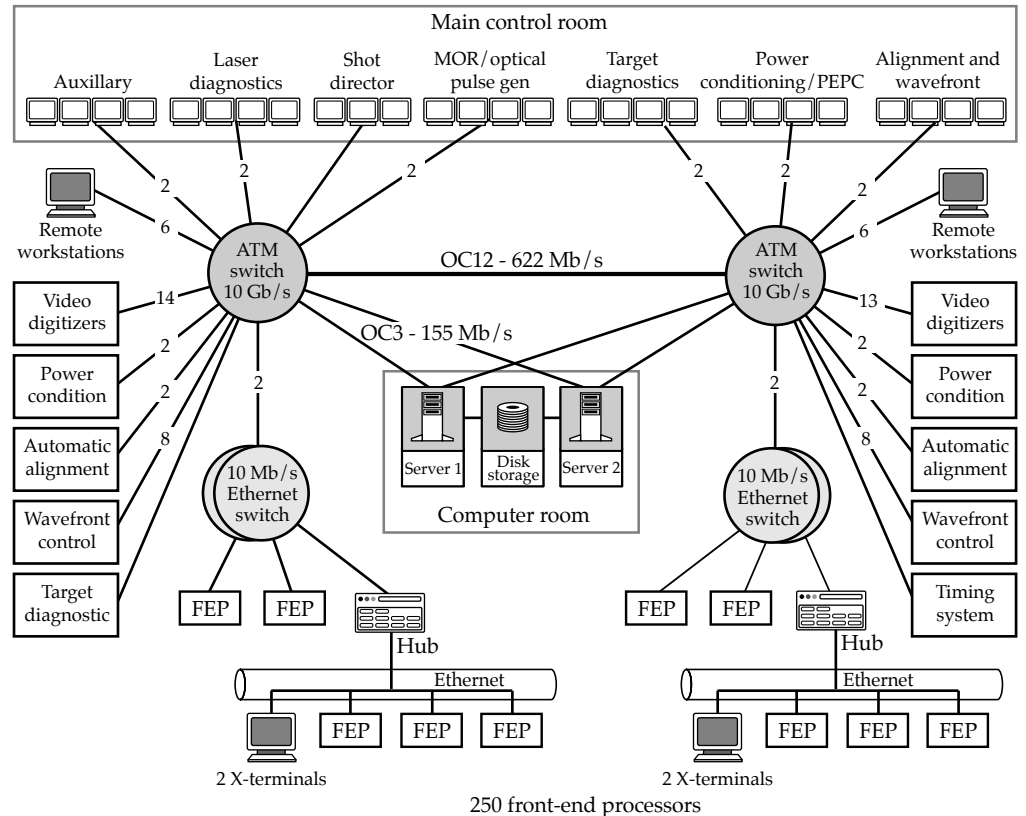 Main control room
Auxillary
Laser
diagnostics
Shot
director
MOR/optical
pulse gen
Target
diagnostics
Power
conditioning/PEPC
Alignment and
wavefront
2
2
2
2
2
2
Remote
workstations
6
6
Remote
workstations
ATM
switch
10 Gb/s
OC12 - 622 Mb/s
ATM
switch
10 Gb/s
OC3 - 155 Mb/s
Video
digitizers
14
Power
condition
2
Automatic
alignment
2
Wavefront
control
8
Target
diagnostic
2
13
Video
digitizers
2
Power
condition
2
Automatic
alignment
8
Wavefront
control
Timing
system
2
Server 1
Disk
storage
Server 2
Computer room
10 Mb/s
Ethernet
switch
10 Mb/s
Ethernet
switch
FEP
FEP
Hub
Ethernet
FEP
FEP
FEP
2 X-terminals
FEP
FEP
Hub
Ethernet
FEP
FEP
FEP
2 X-terminals
250 front-end processors